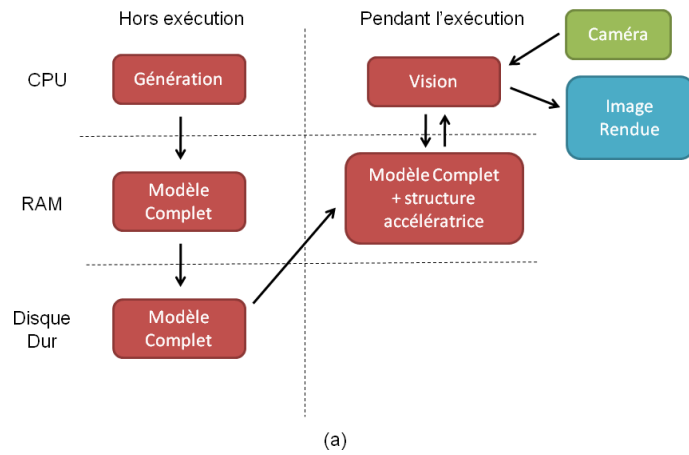 Hors exécution
Pendant l'exécution
CPU
Génération
Vision
Caméra
Image
Rendue
RAM
Modèle
Complet
Modèle Complet
+ structure
accélératrice
Disque
Dur
Modèle
Complet
(a)